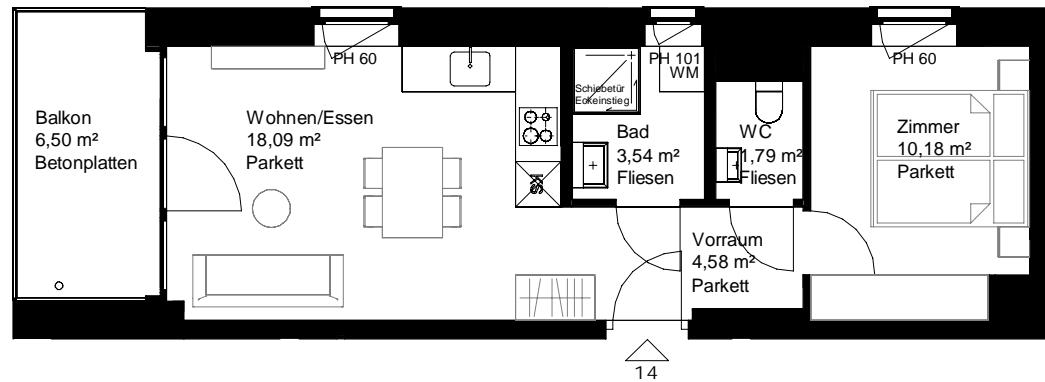 PH 60
PH 101
WM
PH 60
Schiebetür
Eckeinstieg
Balkon
6,50 m²
Betonplatten
Wohnen/Essen
18,09 m²
Parkett
Bad
3,54 m²
Fliesen
WC
1,79 m²
Fliesen
Zimmer
10,18 m²
Parkett
KS
Vorraum
4,58 m²
Parkett
14